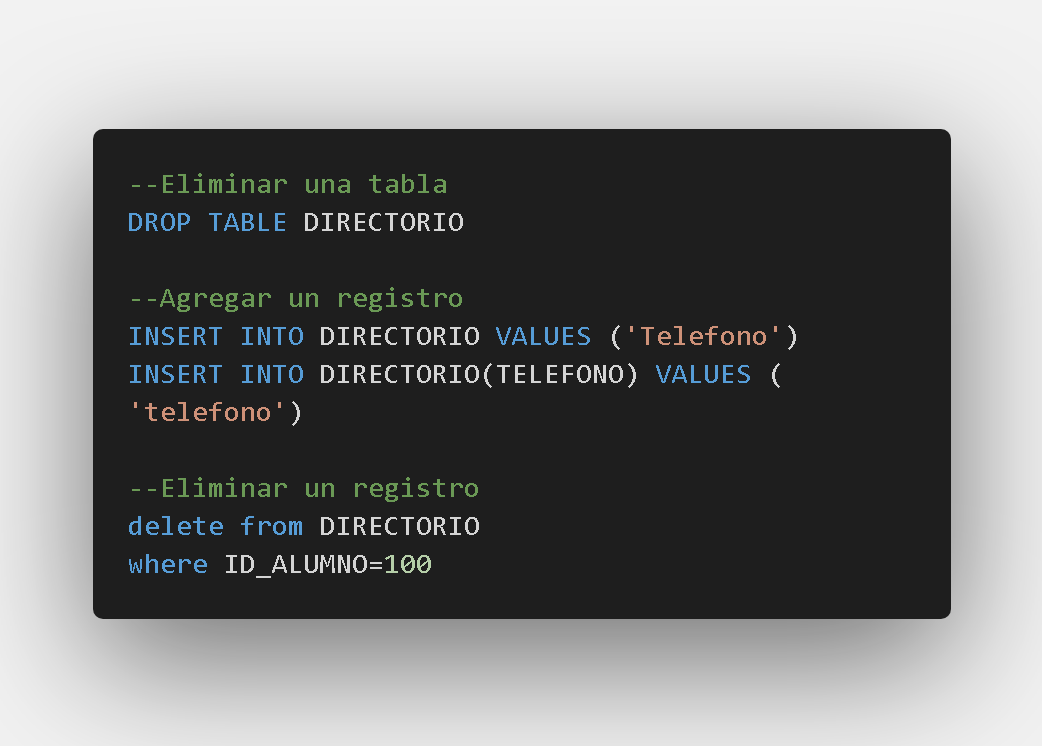 --Eliminar una tabla
DROP TABLE DIRECTORIO
--Agregar un registro
INSERT INTO DIRECTORIO VALUES ('Telefono')
INSERT INTO DIRECTORIO(TELEFONO) VALUES (
'telefono')
--Eliminar un registro
delete from DIRECTORIO
where ID_ALUMNO=100